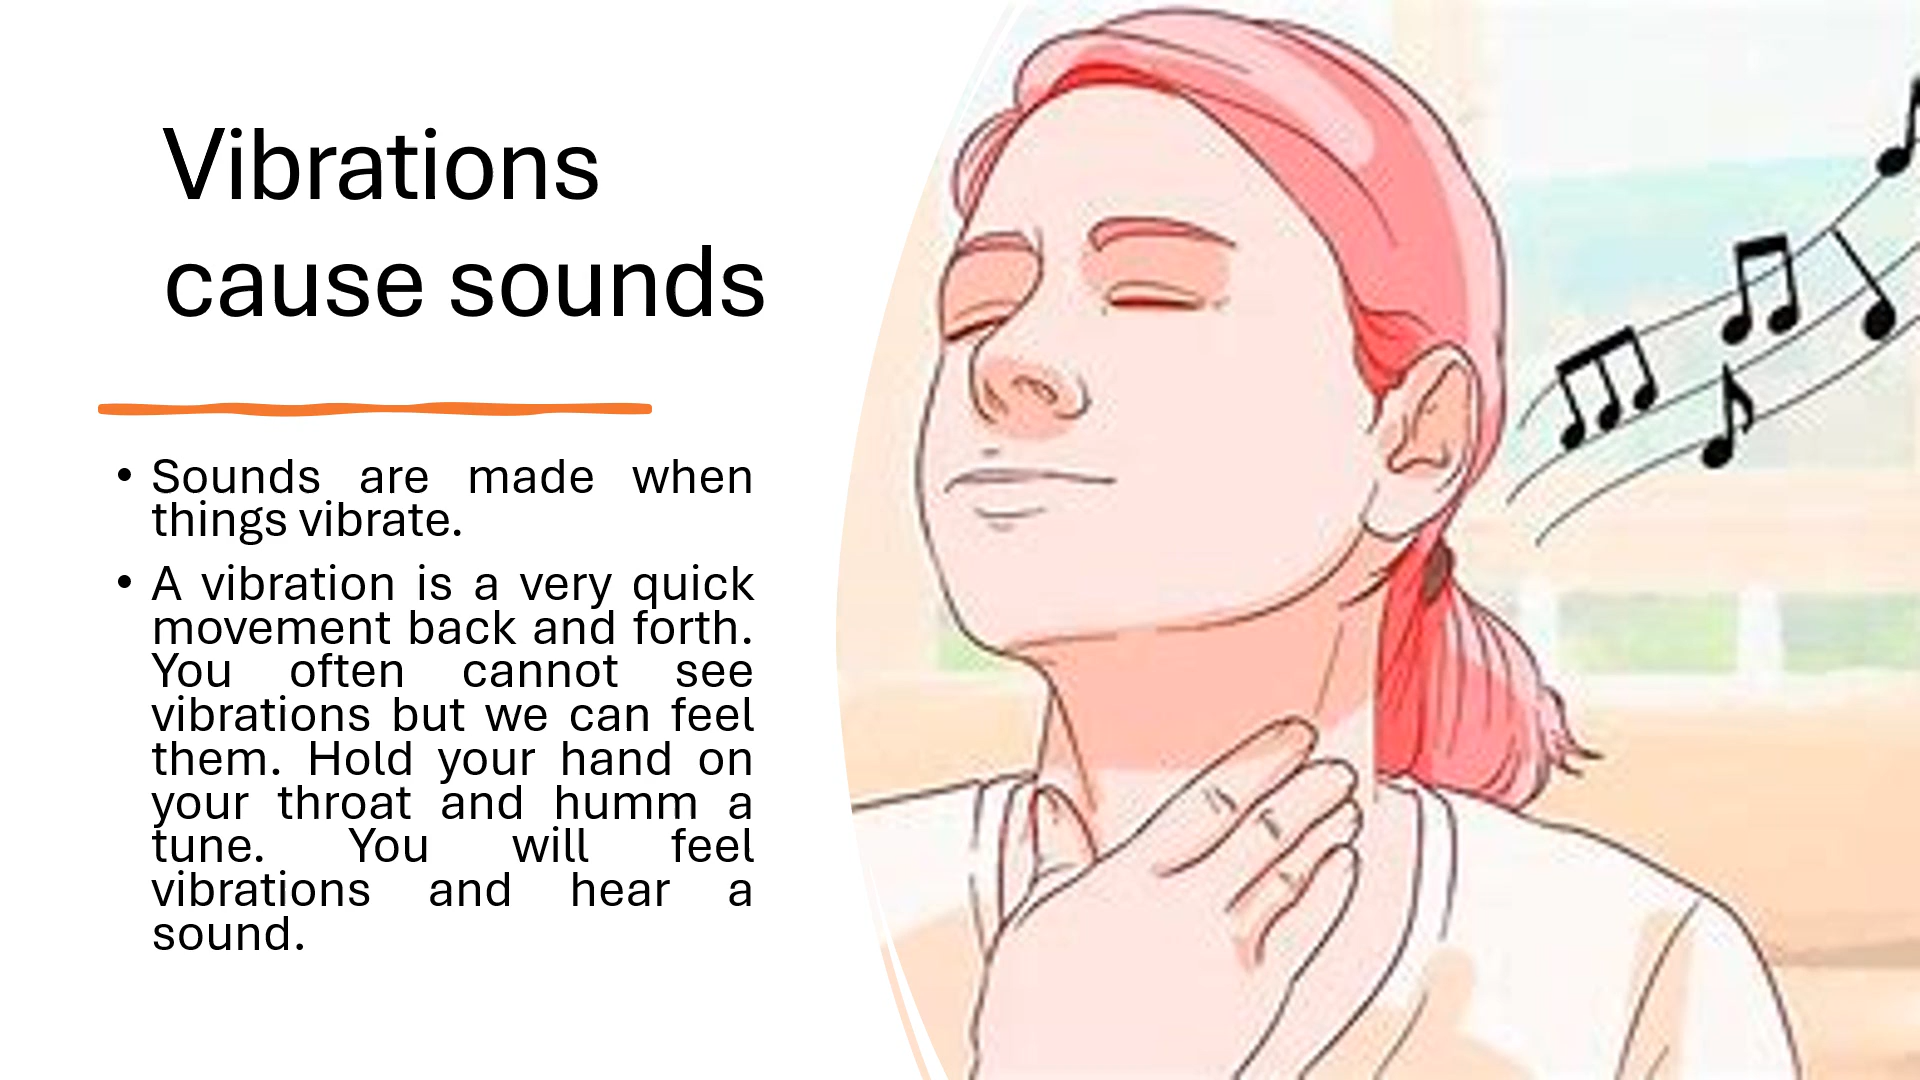 Vibrations
cause sounds
• Sounds are made when
things vibrate.
• A vibration is a very quick
movement back and forth.
You often cannot see
vibrations but we can feel
them. Hold your hand on
your throat and humm a
tune. You will feel
vibrations and hear a
sound.